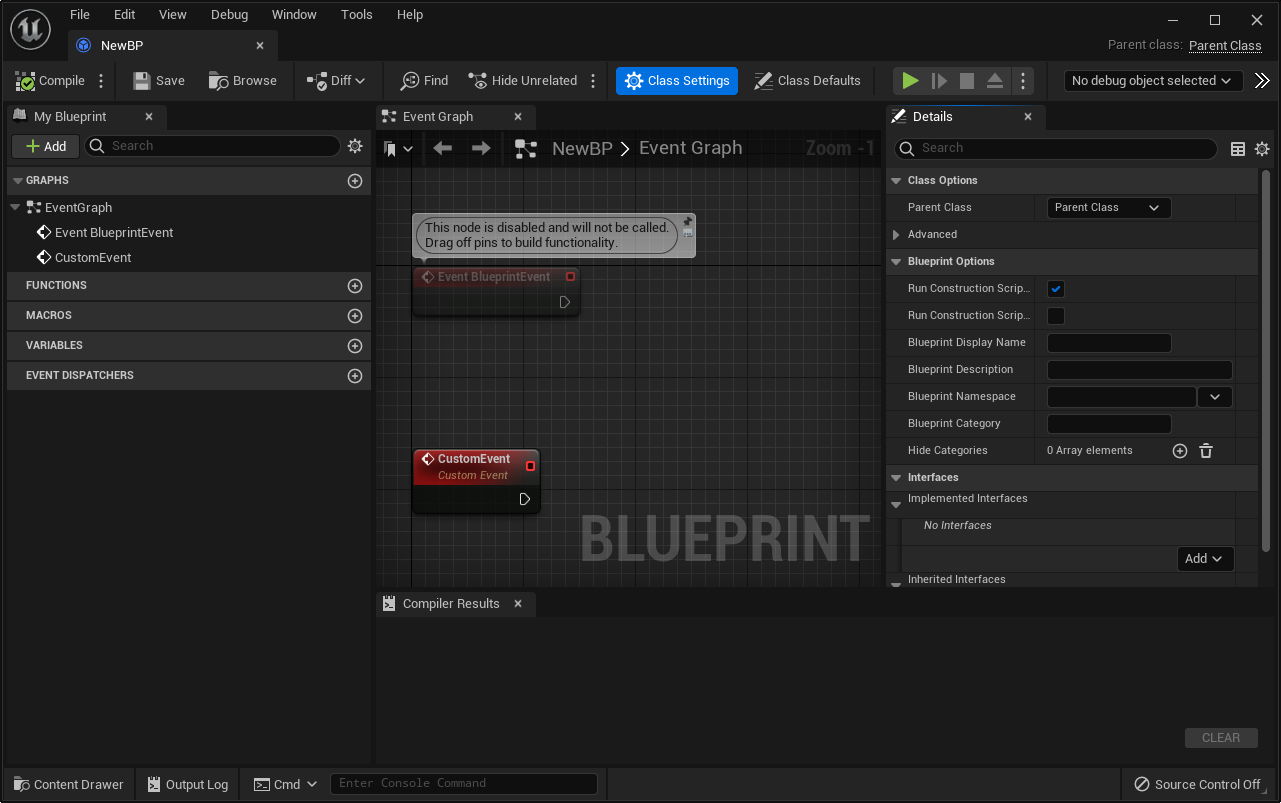 File Edit View Debug Window Tools Help
NewBP
Parent class: Parent Class
Compile Save Browse Diff Find Hide Unrelated Class Settings Class Defaults No debug object selected
My Blueprint
Add Search
GRAPHS
EventGraph
Event BlueprintEvent
CustomEvent
FUNCTIONS
MACROS
VARIABLES
EVENT DISPATCHERS
Event Graph
NewBP > Event Graph Zoom -1
This node is disabled and will not be called.
Drag off pins to build functionality.
Event BlueprintEvent
CustomEvent
Custom Event
BLUEPRINT
Details
Search
Class Options
Parent Class Parent Class
Advanced
Blueprint Options
Run Construction Scrip...
Run Construction Scrip...
Blueprint Display Name
Blueprint Description
Blueprint Namespace
Blueprint Category
Hide Categories 0 Array elements
Interfaces
Implemented Interfaces
No Interfaces
Add
Inherited Interfaces
Compiler Results
CLEAR
Content Drawer Output Log Cmd Enter Console Command Source Control Off